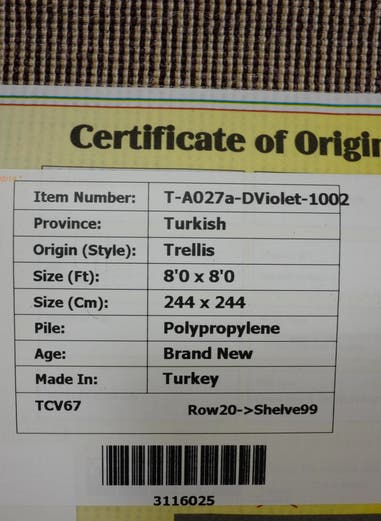 Certificate of Origin
Item Number: T-A027a-DViolet-1002
Province: Turkish
Origin (Style): Trellis
Size (Ft): 8'0 x 8'0
Size (Cm): 244 x 244
Pile: Polypropylene
Age: Brand New
Made In: Turkey
TCV67 Row20->Shelve99
3116025